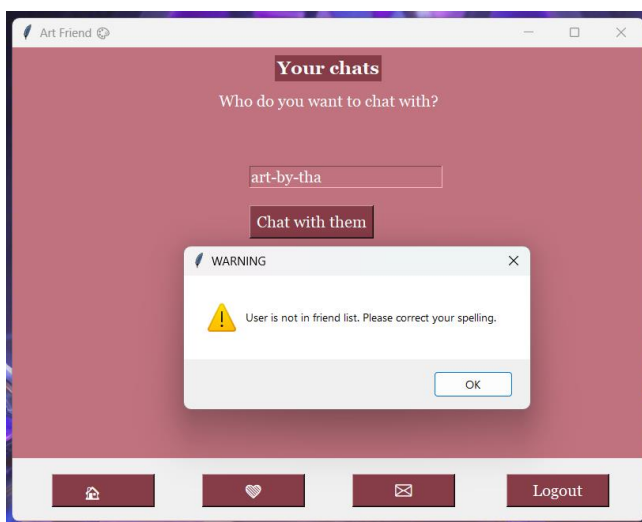 Art Friend 🎨
Your chats
Who do you want to chat with?
art-by-tha
Chat with them
WARNING
User is not in friend list. Please correct your spelling.
OK
Logout